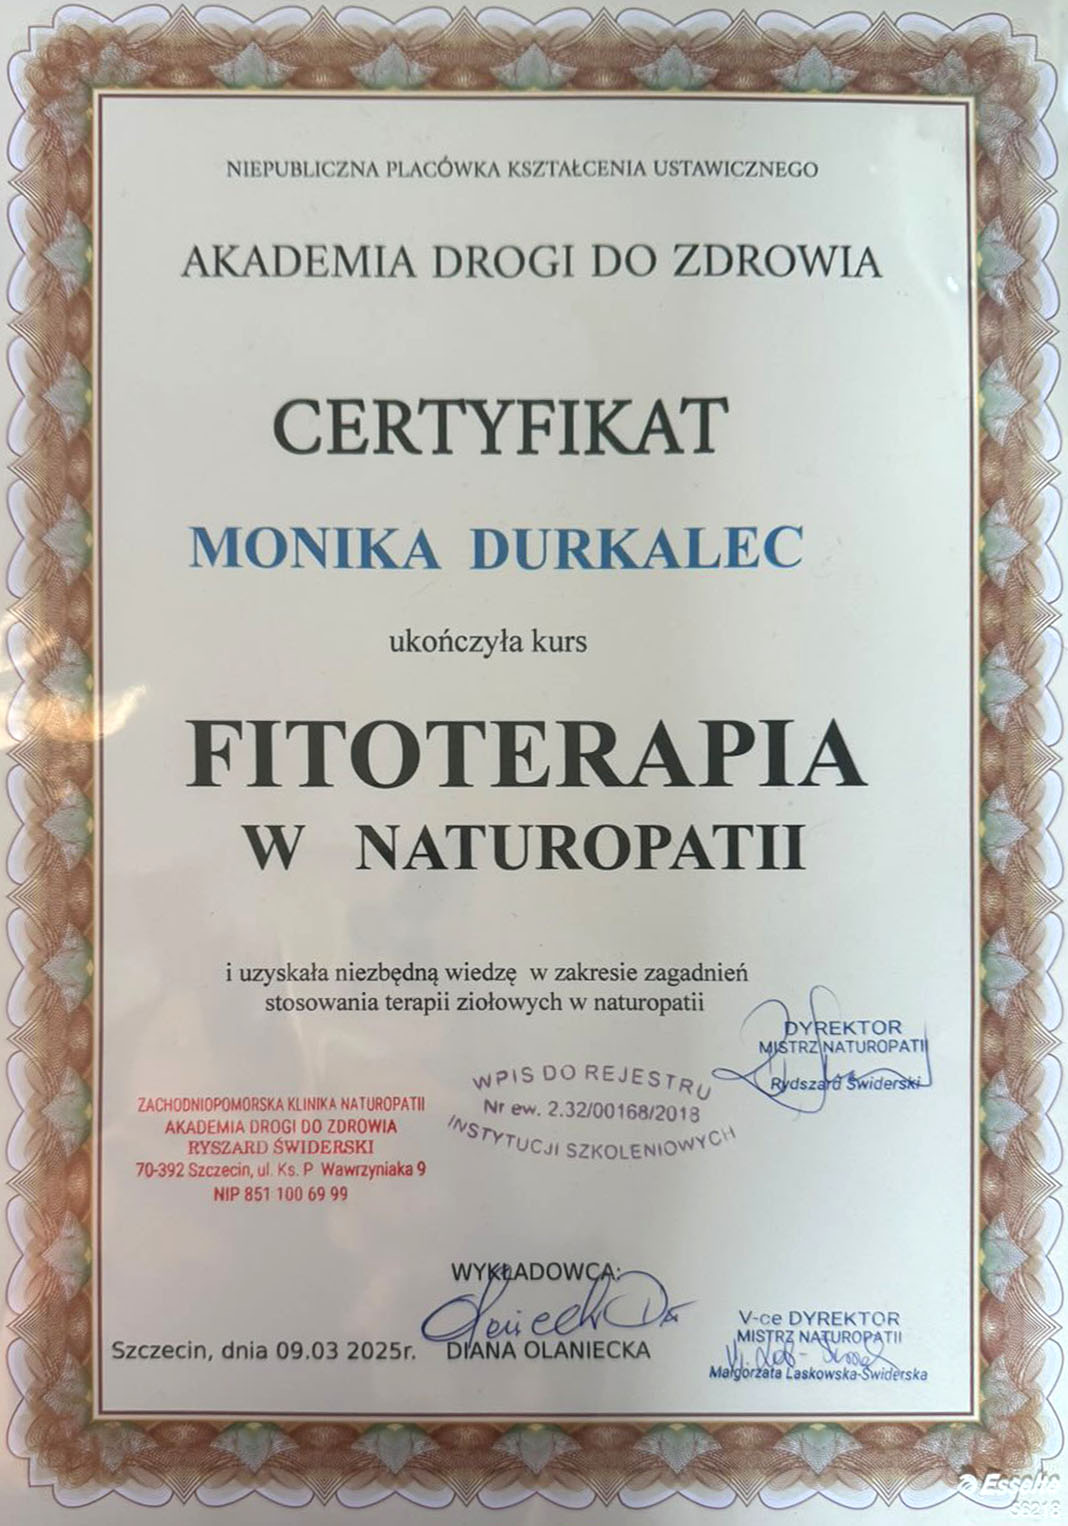 NIEPUBLICZNA PLACÓWKA KSZTAŁCENIA USTAWICZNEGO
AKADEMIA DROGI DO ZDROWIA
CERTYFIKAT
MONIKA DURKALEC
ukończyła kurs
FITOTERAPIA
W NATUROPATII
i uzyskała niezbędną wiedzę w zakresie zagadnień
stosowania terapii ziołowych w naturopatii
DYREKTOR
MISTRZ NATUROPATII
Rydszard Świderski
WPIS DO REJESTRU
Nr ew. 2.32/00168/2018
INSTYTUCJI SZKOLENIOWYCH
ZACHODNIOPOMORSKA KLINIKA NATUROPATII
AKADEMIA DROGI DO ZDROWIA
RYSZARD ŚWIDERSKI
70-392 Szczecin, ul. Ks. P Wawrzyniaka 9
NIP 851 100 69 99
WYKŁADOWCA:
DIANA OLANIECKA
Szczecin, dnia 09.03 2025r.
V-ce DYREKTOR
MISTRZ NATUROPATII
Małgorzata Laskowska-Świderska
Esselte